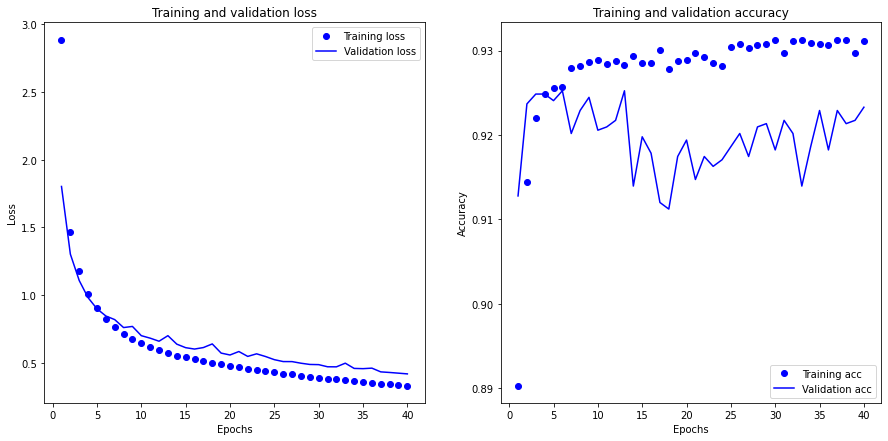 Training and validation loss
Training loss
Validation loss
3.0
2.5
2.0
1.5
1.0
0.5
Loss
0
5
10
15
20
25
30
35
40
Epochs
Training and validation accuracy
0.93
0.92
0.91
0.90
0.89
Accuracy
Training acc
Validation acc
0
5
10
15
20
25
30
35
40
Epochs